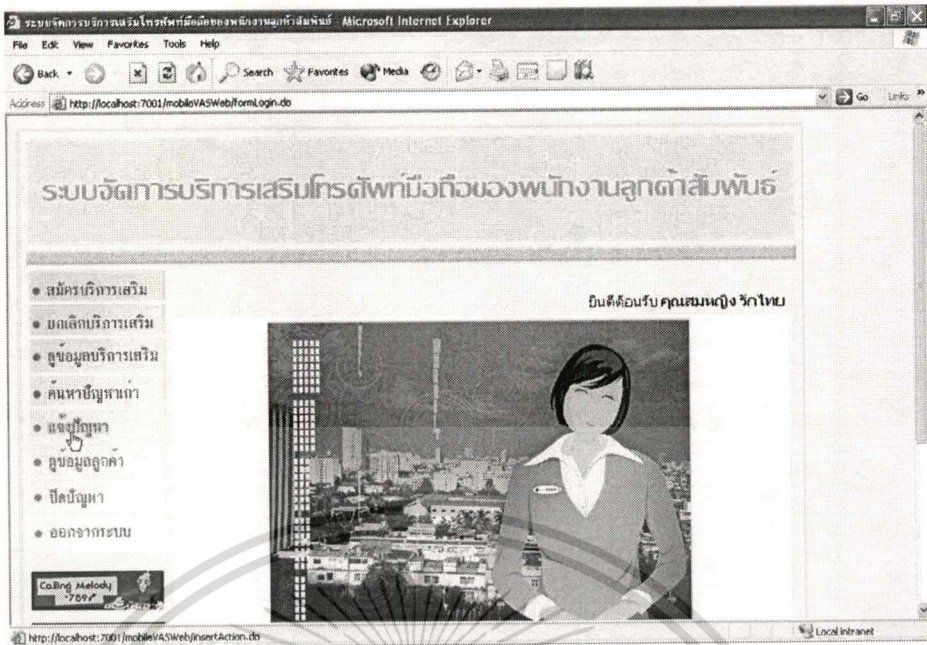 ระบบจัดการบริการเสริมโทรศัพท์มือถือของพนักงานลูกค้าสัมพันธ์ - Microsoft Internet Explorer
File Edit View Favorites Tools Help
Back Search Favorites Media
Address http://localhost:7001/mobileVASWeb/formLogin.do Go Links »
ระบบจัดการบริการเสริมโทรศัพท์มือถือของพนักงานลูกค้าสัมพันธ์
ยินดีต้อนรับ คุณสมหญิง รักไทย
สมัครบริการเสริม
ยกเลิกบริการเสริม
ดูข้อมูลบริการเสริม
ค้นหาปัญหาเก่า
แจ้งปัญหา
ดูข้อมูลลูกค้า
ปิดปัญหา
ออกจากระบบ
Calling Melody
*789
http://localhost:7001/mobileVASWeb/insertAction.do Local intranet